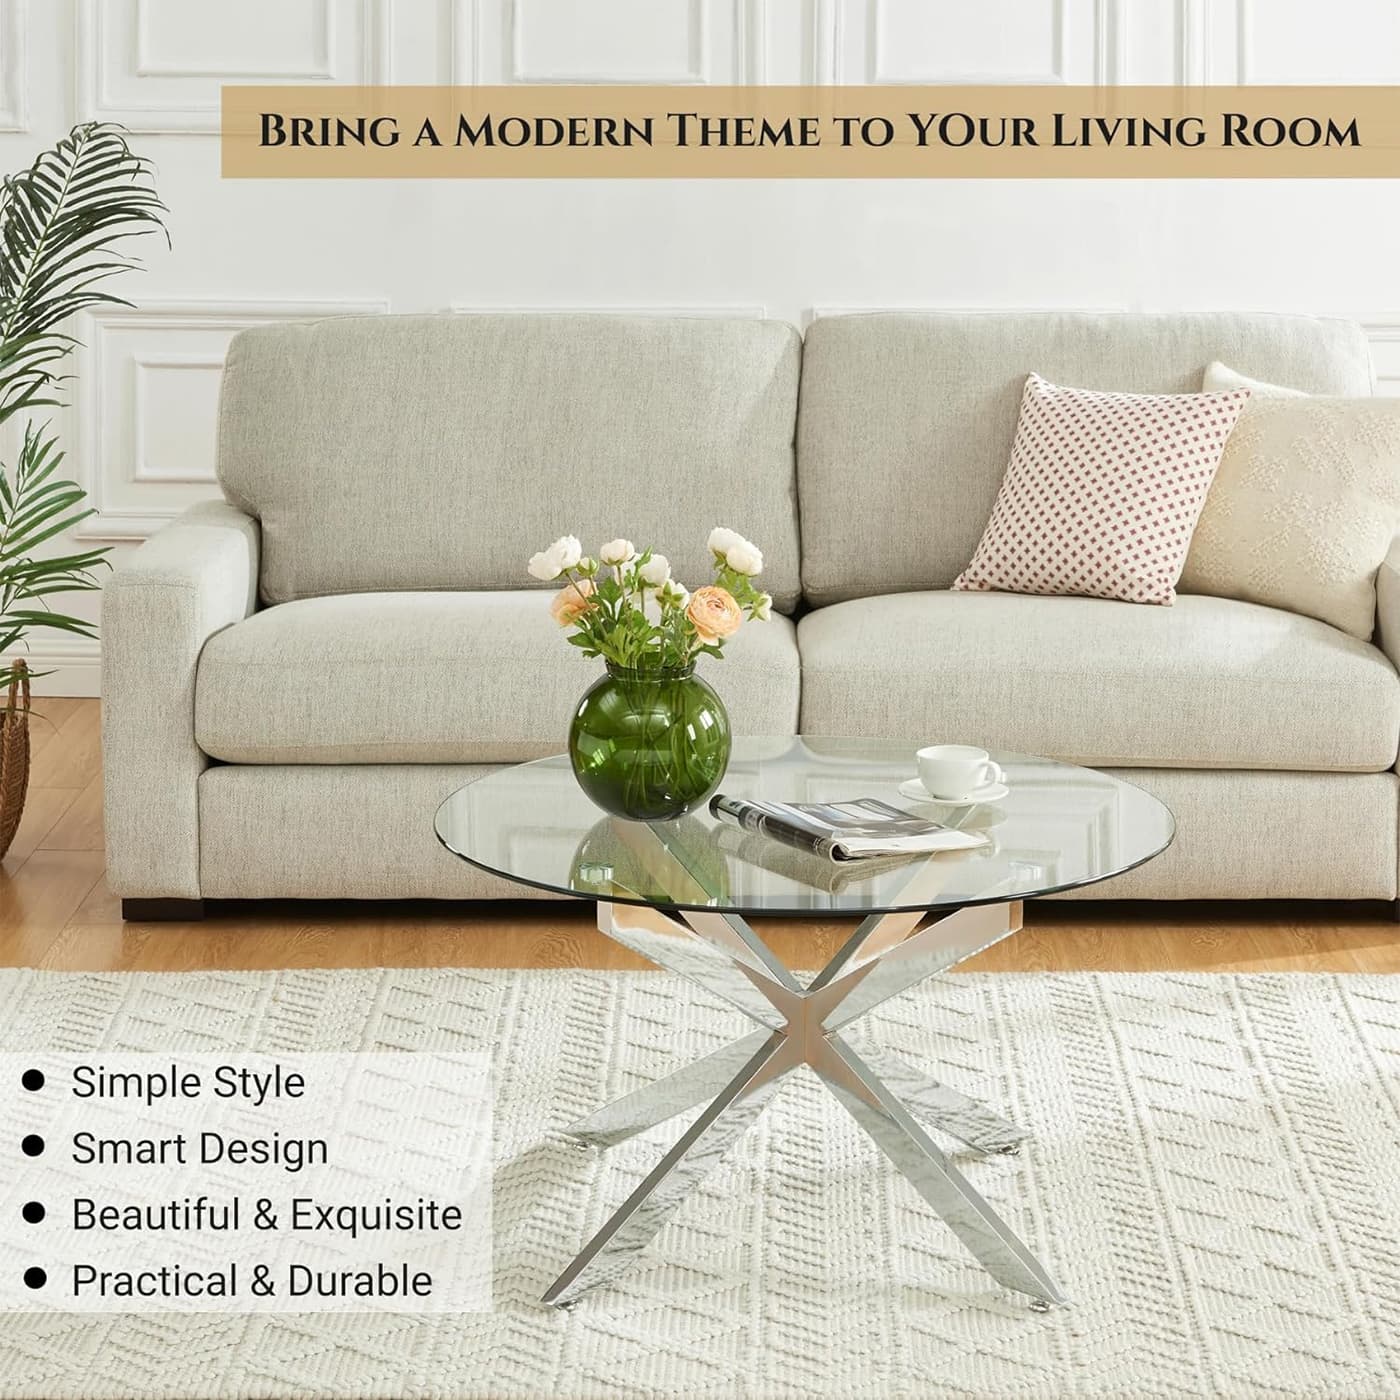 Bring a Modern Theme to YOur Living Room
Simple Style
Smart Design
Beautiful & Exquisite
Practical & Durable